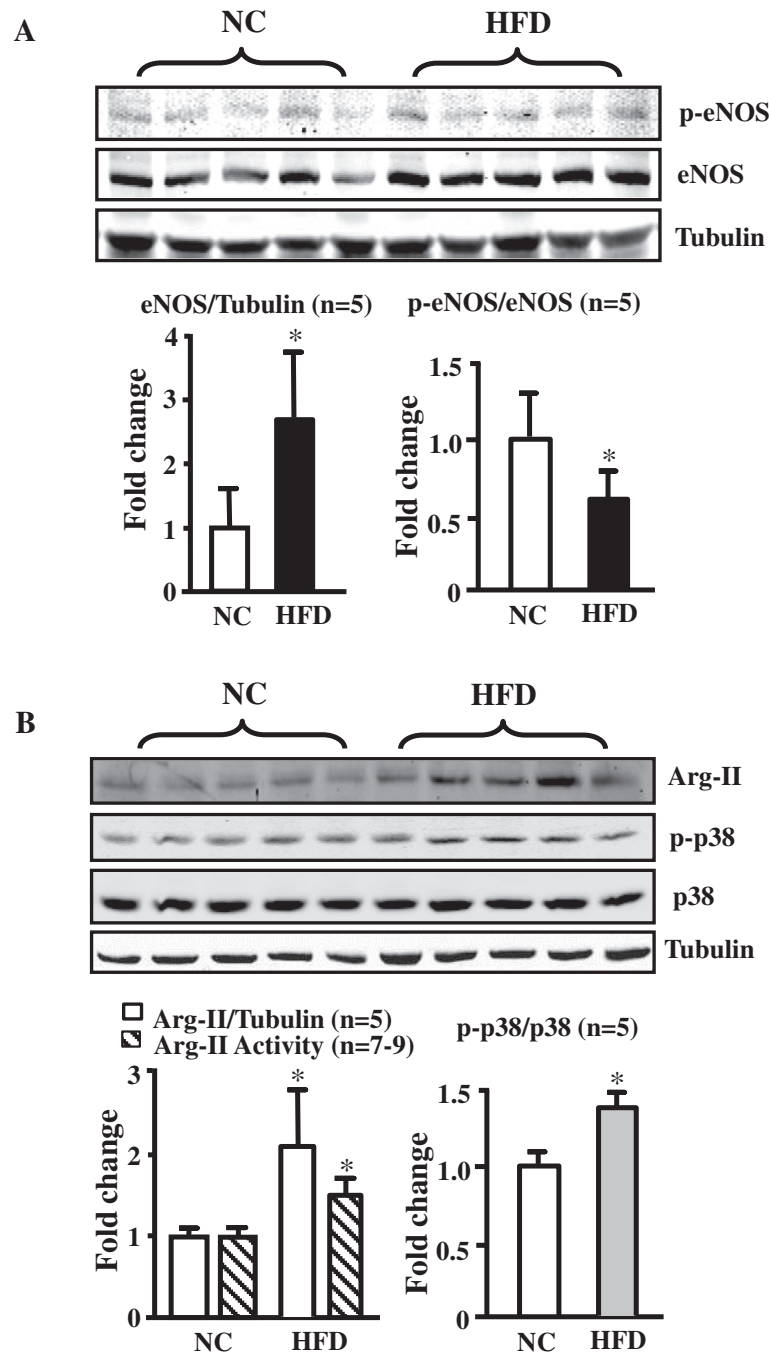 A
NC HFD
p-eNOS
eNOS
Tubulin
eNOS/Tubulin (n=5)
4
3
2
1
0
Fold change
*
NC HFD
p-eNOS/eNOS (n=5)
1.5
1.0
0.5
0
Fold change
*
NC HFD
B
NC HFD
Arg-II
p-p38
p38
Tubulin
Arg-II/Tubulin (n=5)
Arg-II Activity (n=7-9)
3
2
1
0
Fold change
*
*
NC HFD
p-p38/p38 (n=5)
1.5
1.0
0.5
0
Fold change
*
NC HFD